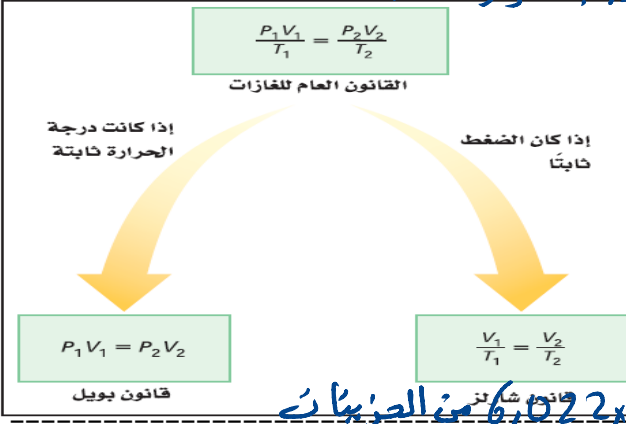 P₁V₁/T₁ = P₂V₂/T₂
القانون العام للغازات
إذا كان الضغط
ثابتًا
إذا كانت درجة
الحرارة ثابتة
V₁/T₁ = V₂/T₂
P₁V₁ = P₂V₂
قانون شارلز
قانون بويل
6,022x من الجزيئات